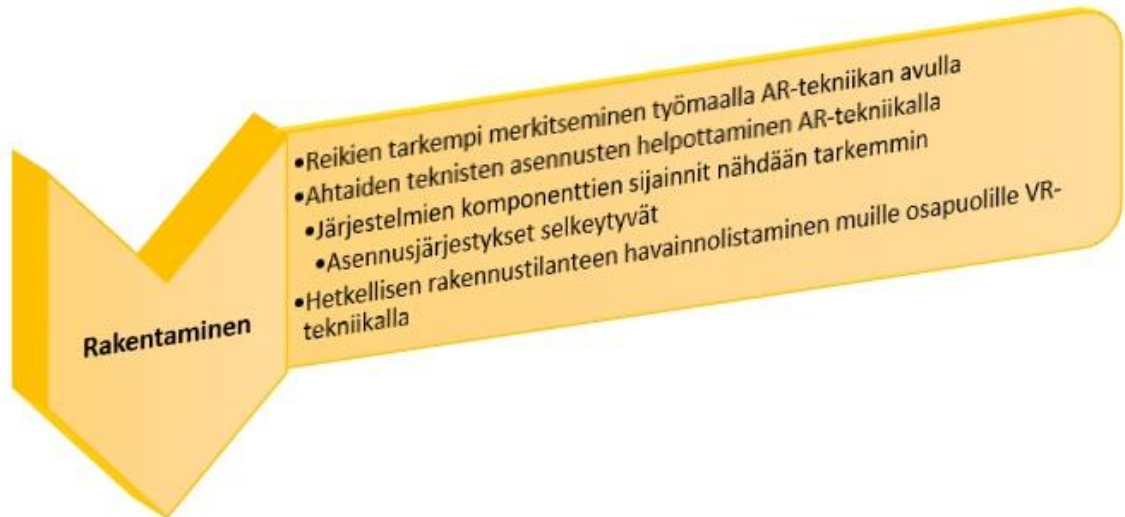 Rakentaminen
•Reikien tarkempi merkitseminen työmaalla AR-tekniikan avulla
•Ahtaiden teknisten asennusten helpottaminen AR-tekniikalla
•Järjestelmien komponenttien sijainnit nähdään tarkemmin
•Asennusjärjestykset selkeytyvät
•Hetkellisen rakennustilanteen havainnolistaminen muille osapuolille VR-
tekniikalla